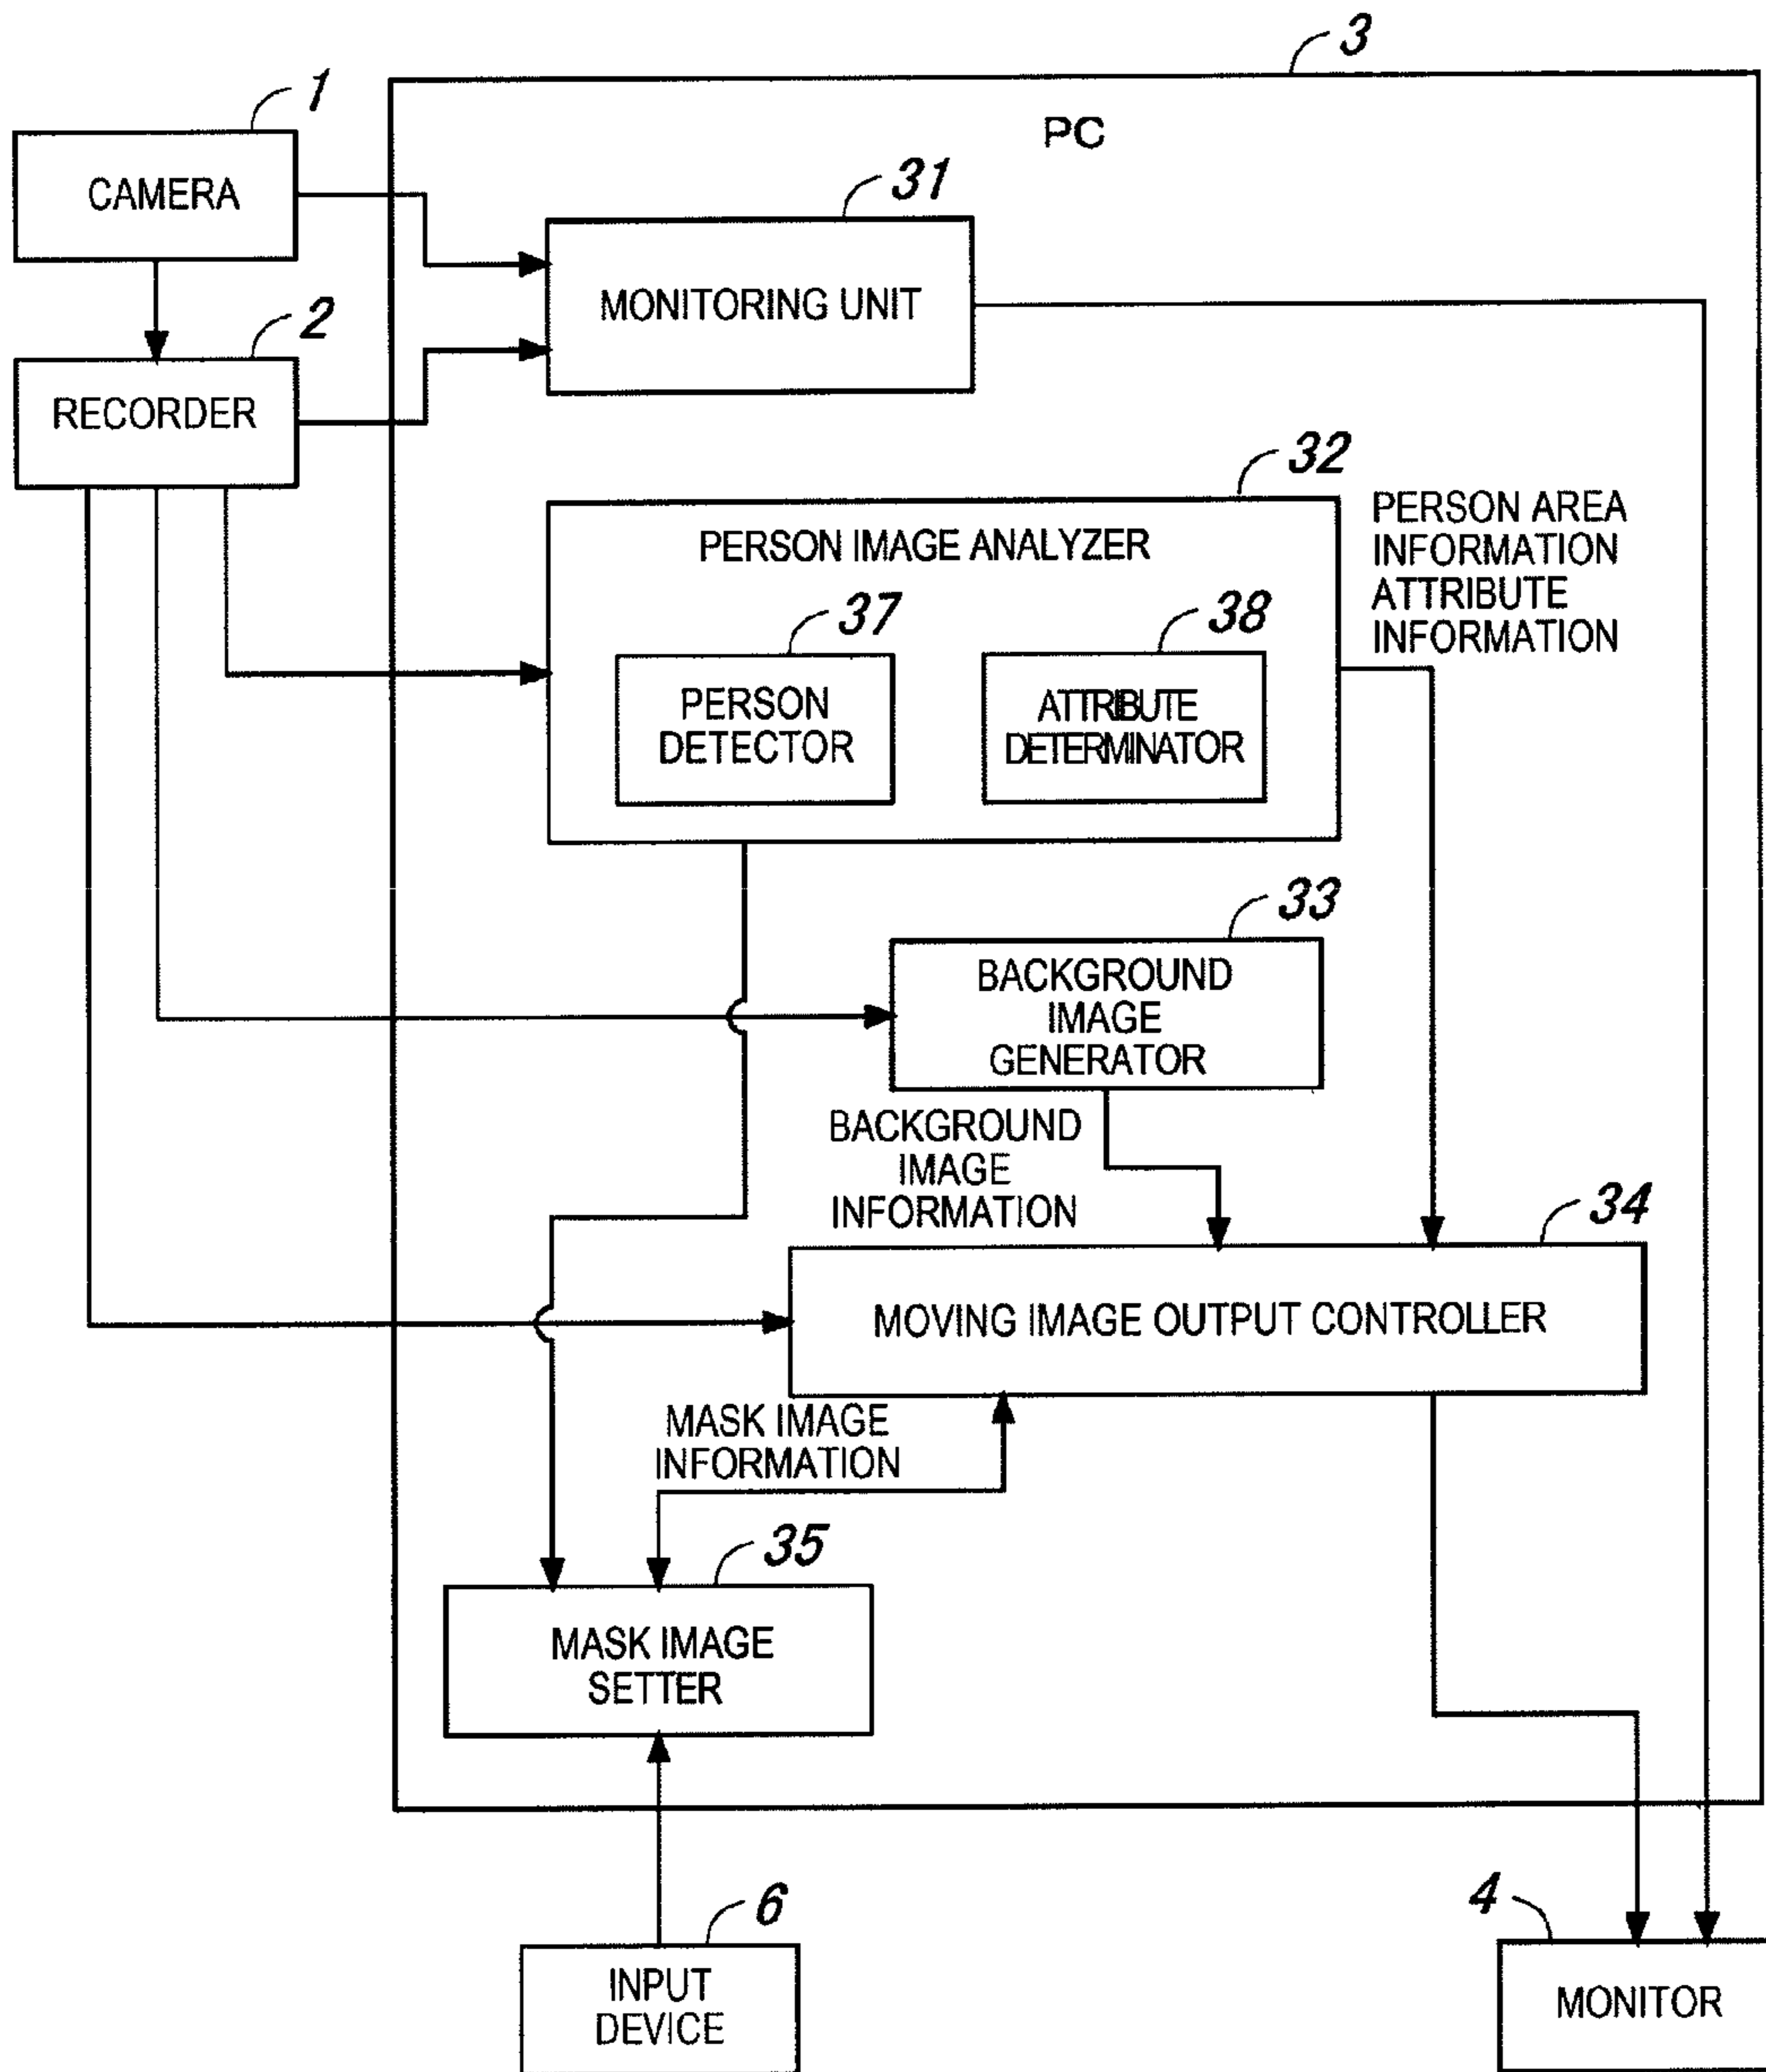 3
PC
1
CAMERA
31
MONITORING UNIT
2
RECORDER
32
PERSON IMAGE ANALYZER
PERSON AREA
INFORMATION
ATTRIBUTE
INFORMATION
37
PERSON
DETECTOR
38
ATTRIBUTE
DETERMINATOR
33
BACKGROUND
IMAGE
GENERATOR
BACKGROUND
IMAGE
INFORMATION
34
MOVING IMAGE OUTPUT CONTROLLER
MASK IMAGE
INFORMATION
35
MASK IMAGE
SETTER
6
INPUT
DEVICE
4
MONITOR